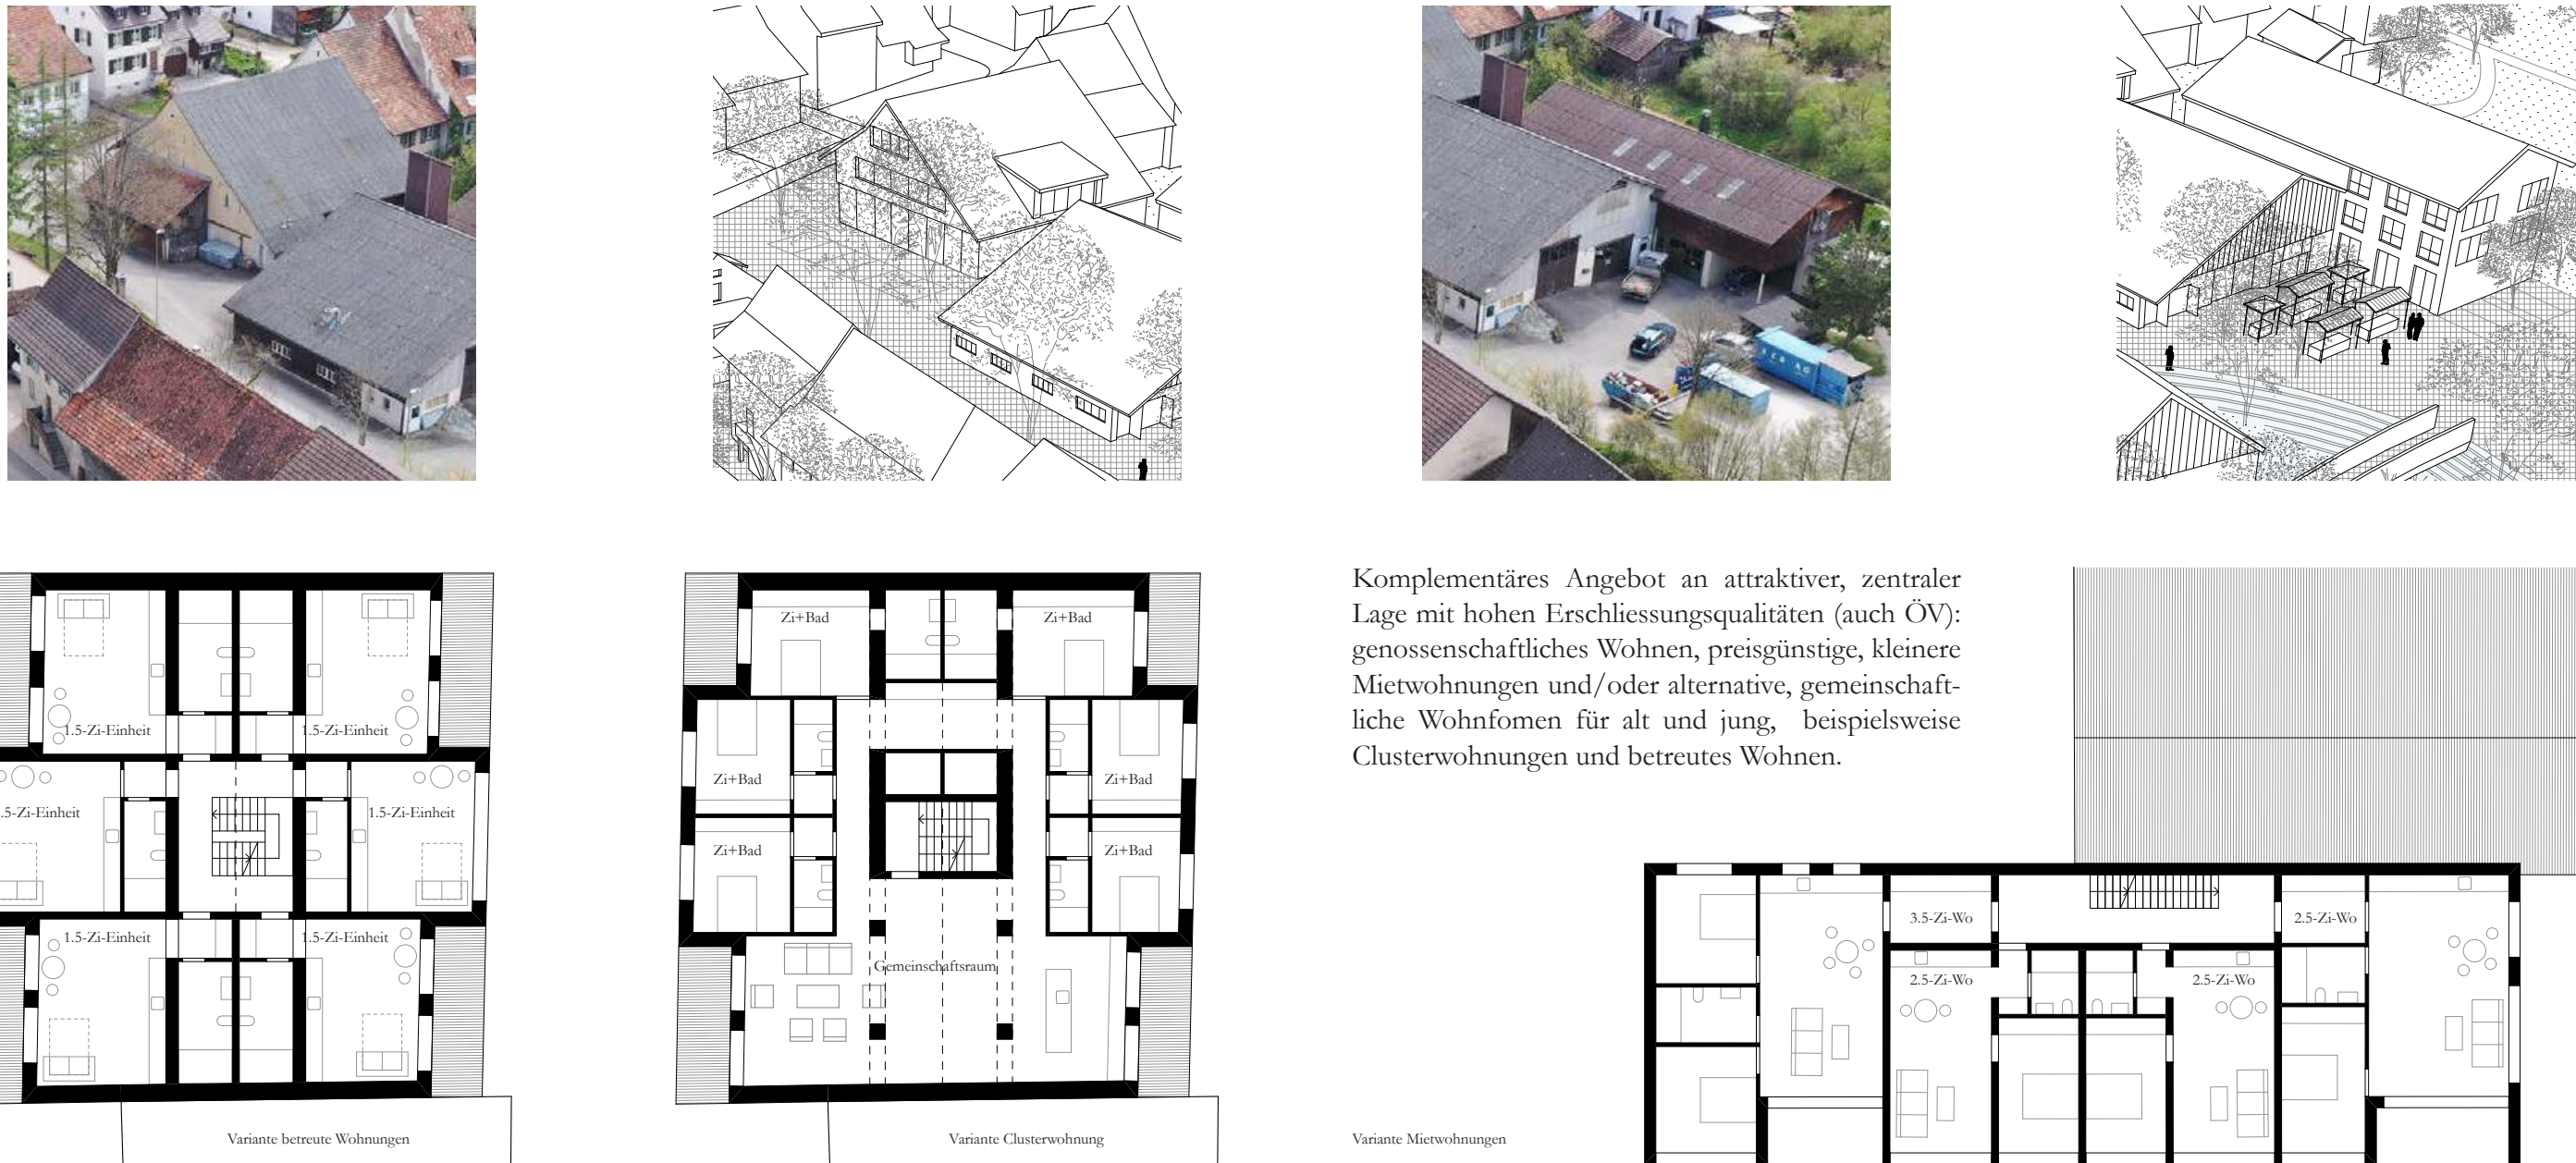 Komplementäres Angebot an attraktiver, zentraler
Lage mit hohen Erschliessungsqualitäten (auch ÖV):
genossenschaftliches Wohnen, preisgünstige, kleinere
Mietwohnungen und/oder alternative, gemeinschaft-
liche Wohnfomen für alt und jung, beispielsweise
Clusterwohnungen und betreutes Wohnen.
1.5-Zi-Einheit
1.5-Zi-Einheit
.5-Zi-Einheit
1.5-Zi-Einheit
1.5-Zi-Einheit
1.5-Zi-Einheit
Variante betreute Wohnungen
Zi+Bad
Zi+Bad
Zi+Bad
Zi+Bad
Zi+Bad
Zi+Bad
Gemeinschaftsraum
Variante Clusterwohnung
3.5-Zi-Wo
2.5-Zi-Wo
2.5-Zi-Wo
2.5-Zi-Wo
Variante Mietwohnungen